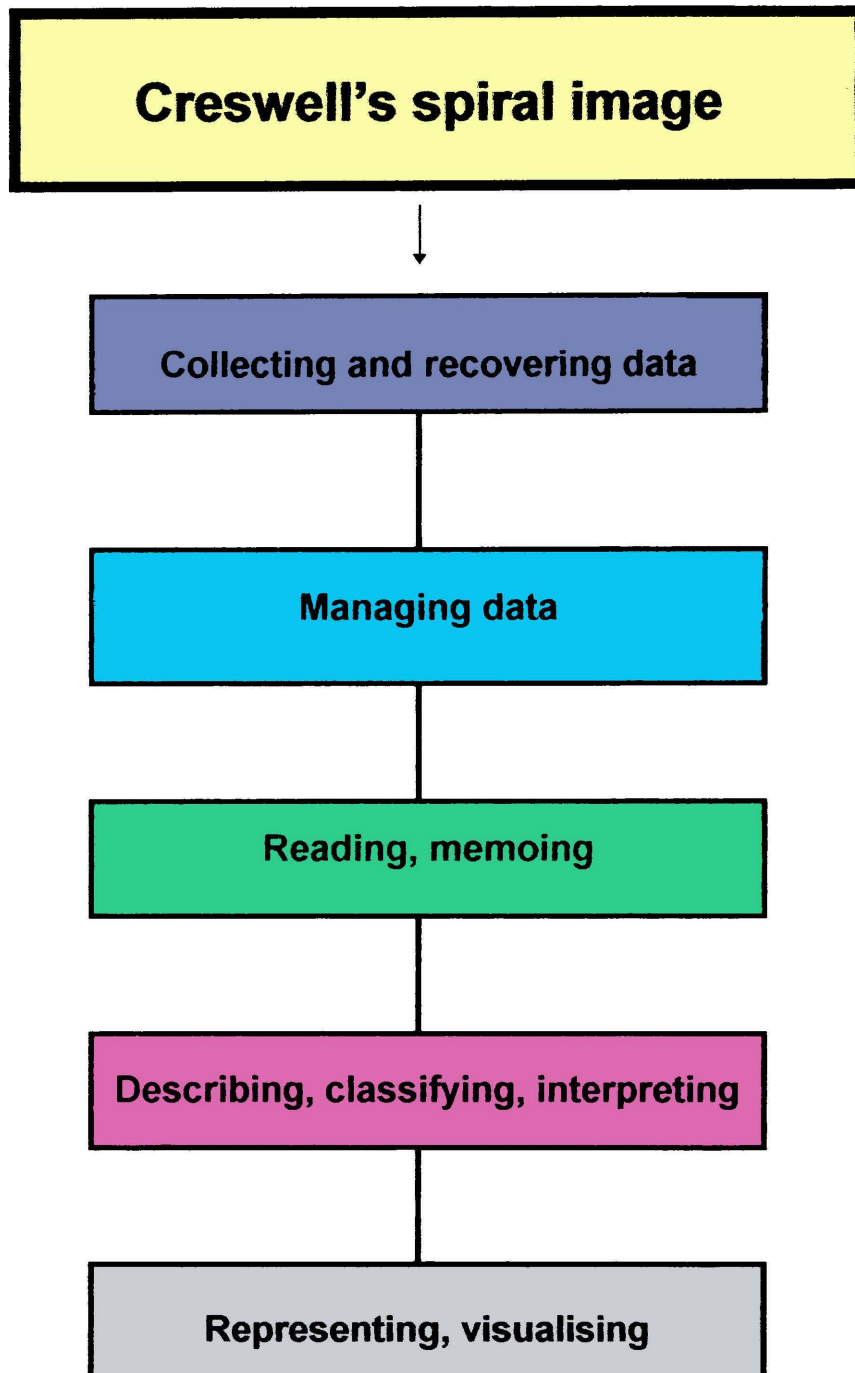 Creswell's spiral image
Collecting and recovering data
Managing data
Reading, memoing
Describing, classifying, interpreting
Representing, visualising